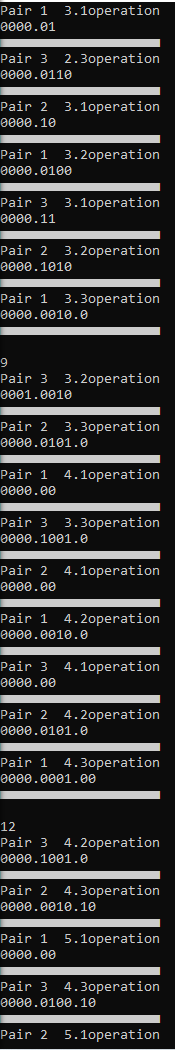 Pair 1  3.1operation
0000.01
Pair 3  2.3operation
0000.0110
Pair 2  3.1operation
0000.10
Pair 1  3.2operation
0000.0100
Pair 3  3.1operation
0000.11
Pair 2  3.2operation
0000.1010
Pair 1  3.3operation
0000.0010.0
9
Pair 3  3.2operation
0001.0010
Pair 2  3.3operation
0000.0101.0
Pair 1  4.1operation
0000.00
Pair 3  3.3operation
0000.1001.0
Pair 2  4.1operation
0000.00
Pair 1  4.2operation
0000.0010.0
Pair 3  4.1operation
0000.00
Pair 2  4.2operation
0000.0101.0
Pair 1  4.3operation
0000.0001.00
12
Pair 3  4.2operation
0000.1001.0
Pair 2  4.3operation
0000.0010.10
Pair 1  5.1operation
0000.00
Pair 3  4.3operation
0000.0100.10
Pair 2  5.1operation